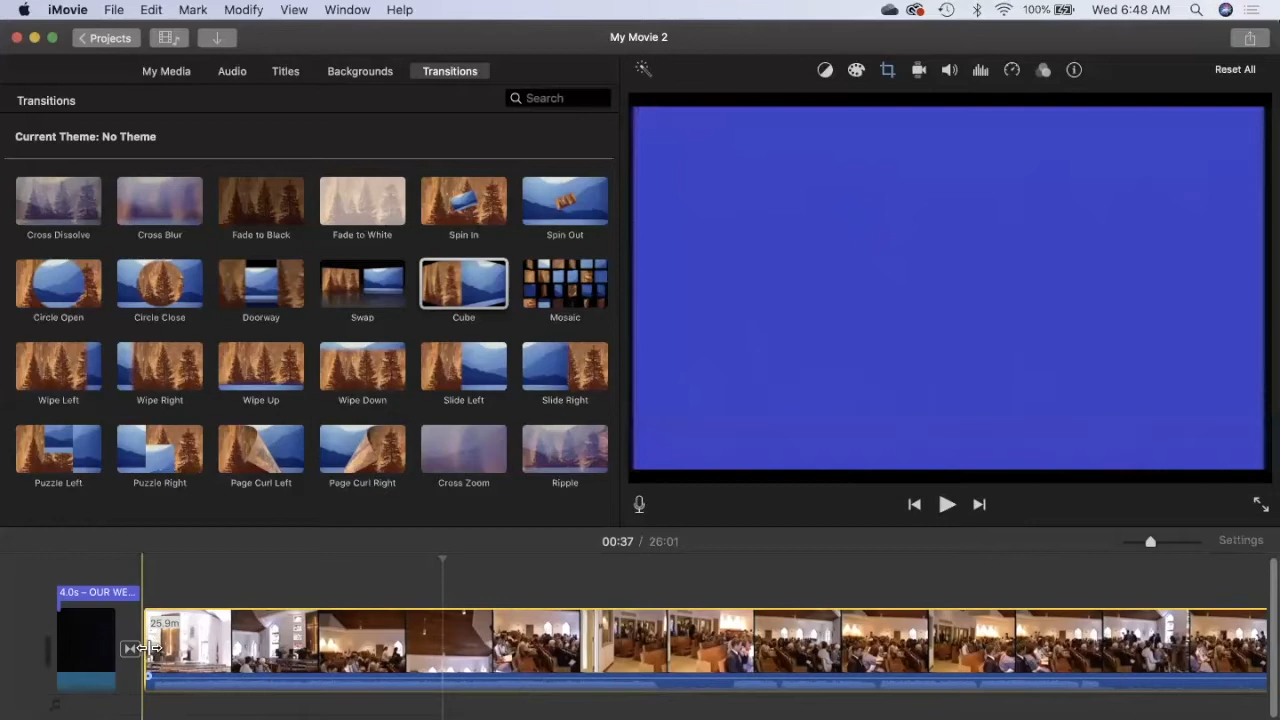 iMovie File Edit Mark Modify View Window Help 100% Wed 6:48 AM
Projects My Movie 2
My Media Audio Titles Backgrounds Transitions Reset All
Transitions Search
Current Theme: No Theme
Cross Dissolve Cross Blur Fade to Black Fade to White Spin In Spin Out
Circle Open Circle Close Doorway Swap Cube Mosaic
Wipe Left Wipe Right Wipe Up Wipe Down Slide Left Slide Right
Puzzle Left Puzzle Right Page Curl Left Page Curl Right Cross Zoom Ripple
00:37 / 26:01 Settings
4.0s – OUR WE...
25.9m